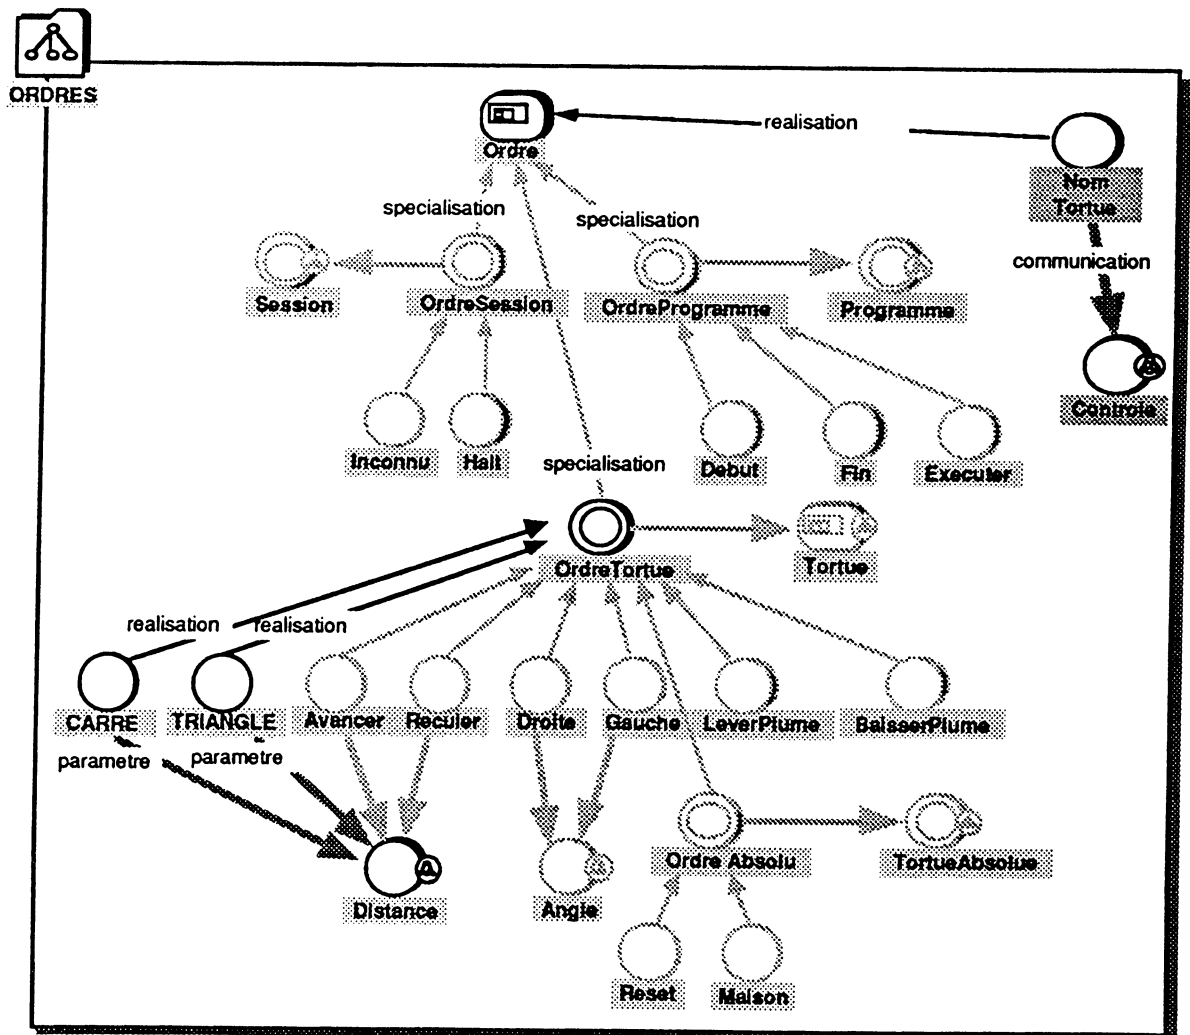 ORDRES
Ordre
realisation
Nom
Tortue
specialisation
specialisation
communication
Session
OrdreSession
OrdreProgramme
Programme
Controle
Inconnu
Halt
specialisation
Debut
Fin
Executer
OrdreTortue
Tortue
realisation
realisation
CARRE
TRIANGLE
Avancer
Reculer
Droite
Gauche
LeverPlume
BaisserPlume
parametre
parametre
Ordre Absolu
TortueAbsolue
Distance
Angle
Reset
Maison